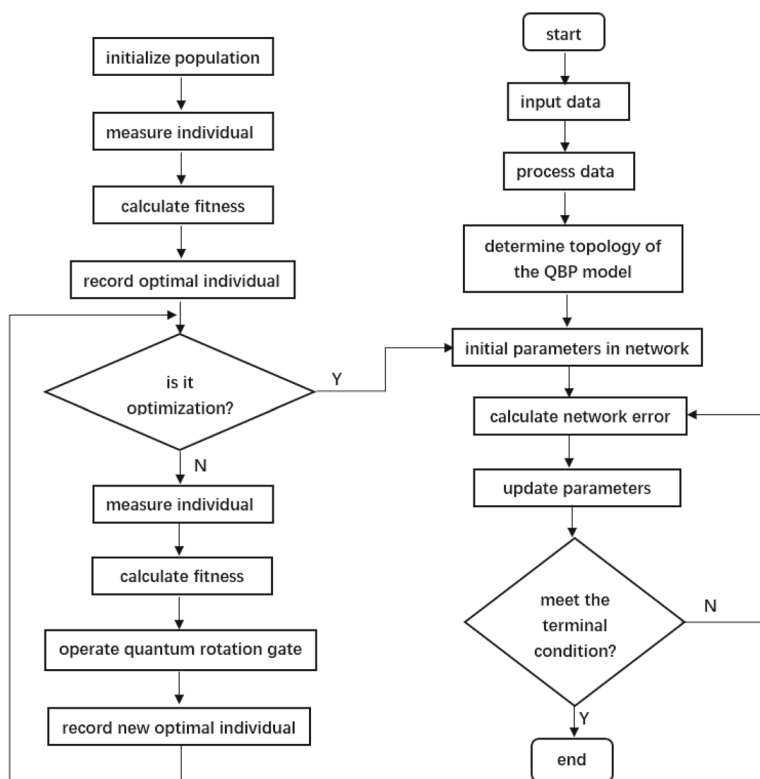 initialize population
measure individual
calculate fitness
record optimal individual
is it
optimization?
Y
N
measure individual
calculate fitness
operate quantum rotation gate
record new optimal individual
start
input data
process data
determine topology of
the QBP model
initial parameters in network
calculate network error
update parameters
meet the
terminal
condition?
N
Y
end